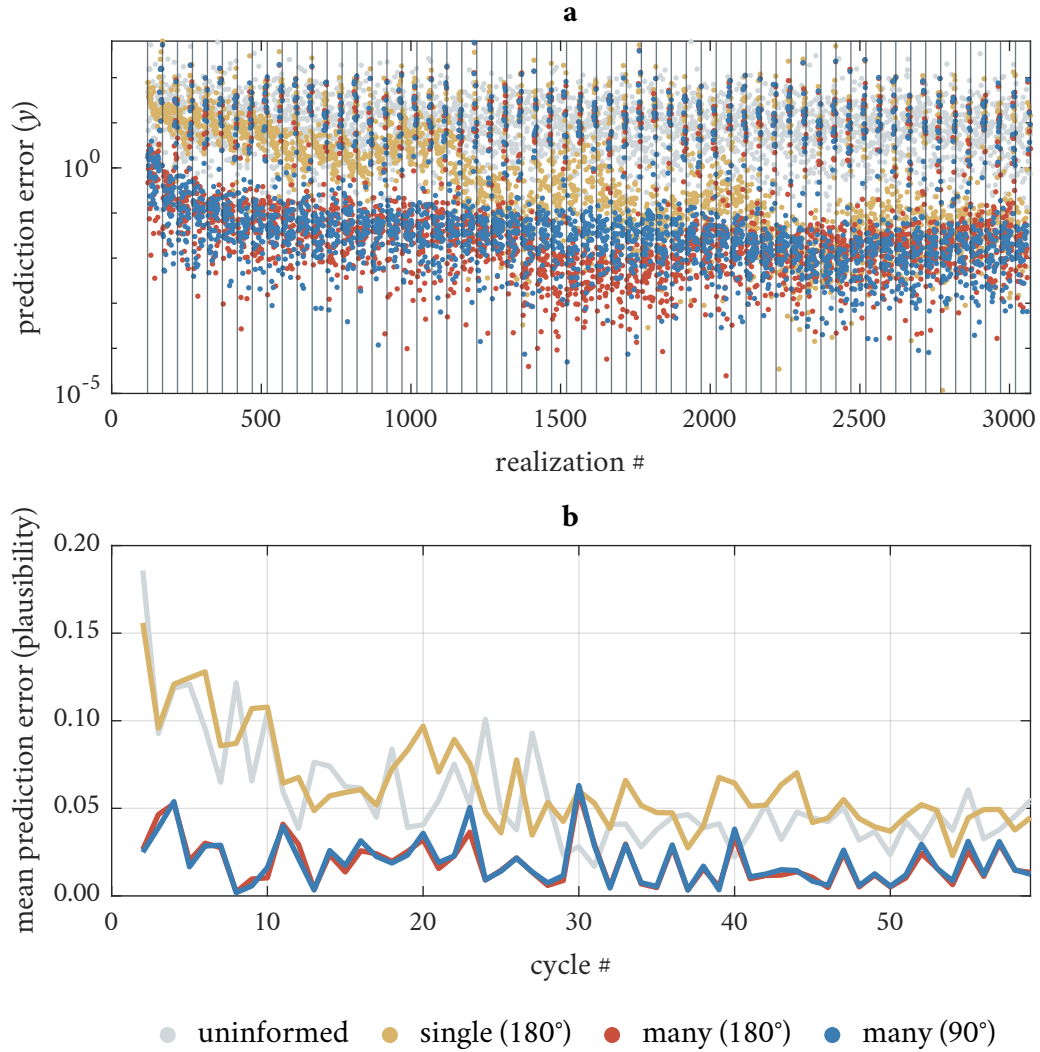 a
prediction error (y)
10^0
10^-5
0 500 1000 1500 2000 2500 3000
realization #
b
mean prediction error (plausibility)
0.20
0.15
0.10
0.05
0.00
0 10 20 30 40 50
cycle #
uninformed single (180°) many (180°) many (90°)